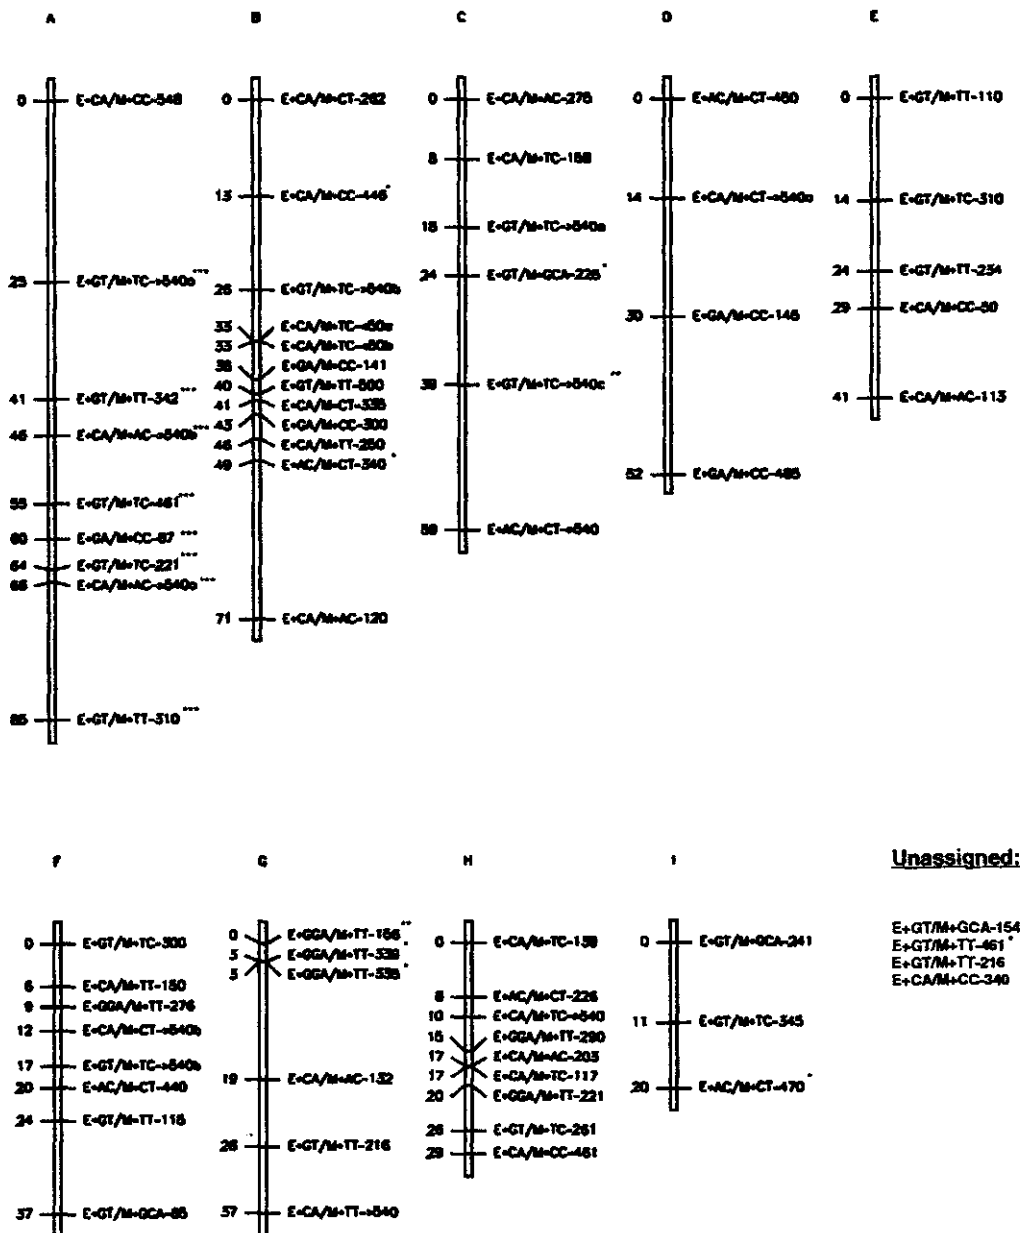 A
0 E+CA/M+CC-548
23 E+GT/M+TC->540b***
41 E+GT/M+TT-342***
46 E+CA/M+AC->540b***
55 E+GT/M+TC-461***
60 E+GA/M+CC-87***
64 E+GT/M+TC-221***
66 E+CA/M+AC->540a***
85 E+GT/M+TT-310***
B
0 E+CA/M+CT-262
13 E+CA/M+CC-446*
26 E+GT/M+TC->540b
33 E+CA/M+TC-<50a
33 E+CA/M+TC-<50b
38 E+GA/M+CC-141
40 E+GT/M+TT-500
41 E+CA/M+CT-335
43 E+GA/M+CC-300
46 E+CA/M+TT-250
49 E+AC/M+CT-340*
71 E+CA/M+AC-120
C
0 E+CA/M+AC-275
8 E+CA/M+TC-158
18 E+GT/M+TC->540a
24 E+GT/M+GCA-225*
39 E+GT/M+TC->540c**
59 E+AC/M+CT->540
D
0 E+AC/M+CT-450
14 E+CA/M+CT->540a
30 E+GA/M+CC-145
52 E+GA/M+CC-485
E
0 E+GT/M+TT-110
14 E+GT/M+TC-310
24 E+GT/M+TT-234
29 E+CA/M+CC-50
41 E+CA/M+AC-113
F
0 E+GT/M+TC-300
6 E+CA/M+TT-150
9 E+GGA/M+TT-276
12 E+CA/M+CT->540b
17 E+GT/M+TC->540b
20 E+AC/M+CT-440
24 E+GT/M+TT-115
37 E+GT/M+GCA-85
G
0 E+GGA/M+TT-156**
3 E+GGA/M+TT-339*
3 E+GGA/M+TT-335*
19 E+CA/M+AC-132
26 E+GT/M+TT-216
37 E+CA/M+TT->540
H
0 E+CA/M+TC-139
8 E+AC/M+CT-226
10 E+CA/M+TC->540
15 E+GGA/M+TT-290
17 E+CA/M+AC-203
17 E+CA/M+TC-117
20 E+GGA/M+TT-221
26 E+GT/M+TC-261
29 E+CA/M+CC-461
I
0 E+GT/M+GCA-241
11 E+GT/M+TC-345
20 E+AC/M+CT-470*
Unassigned:
E+GT/M+GCA-154
E+GT/M+TT-461*
E+GT/M+TT-216
E+CA/M+CC-340